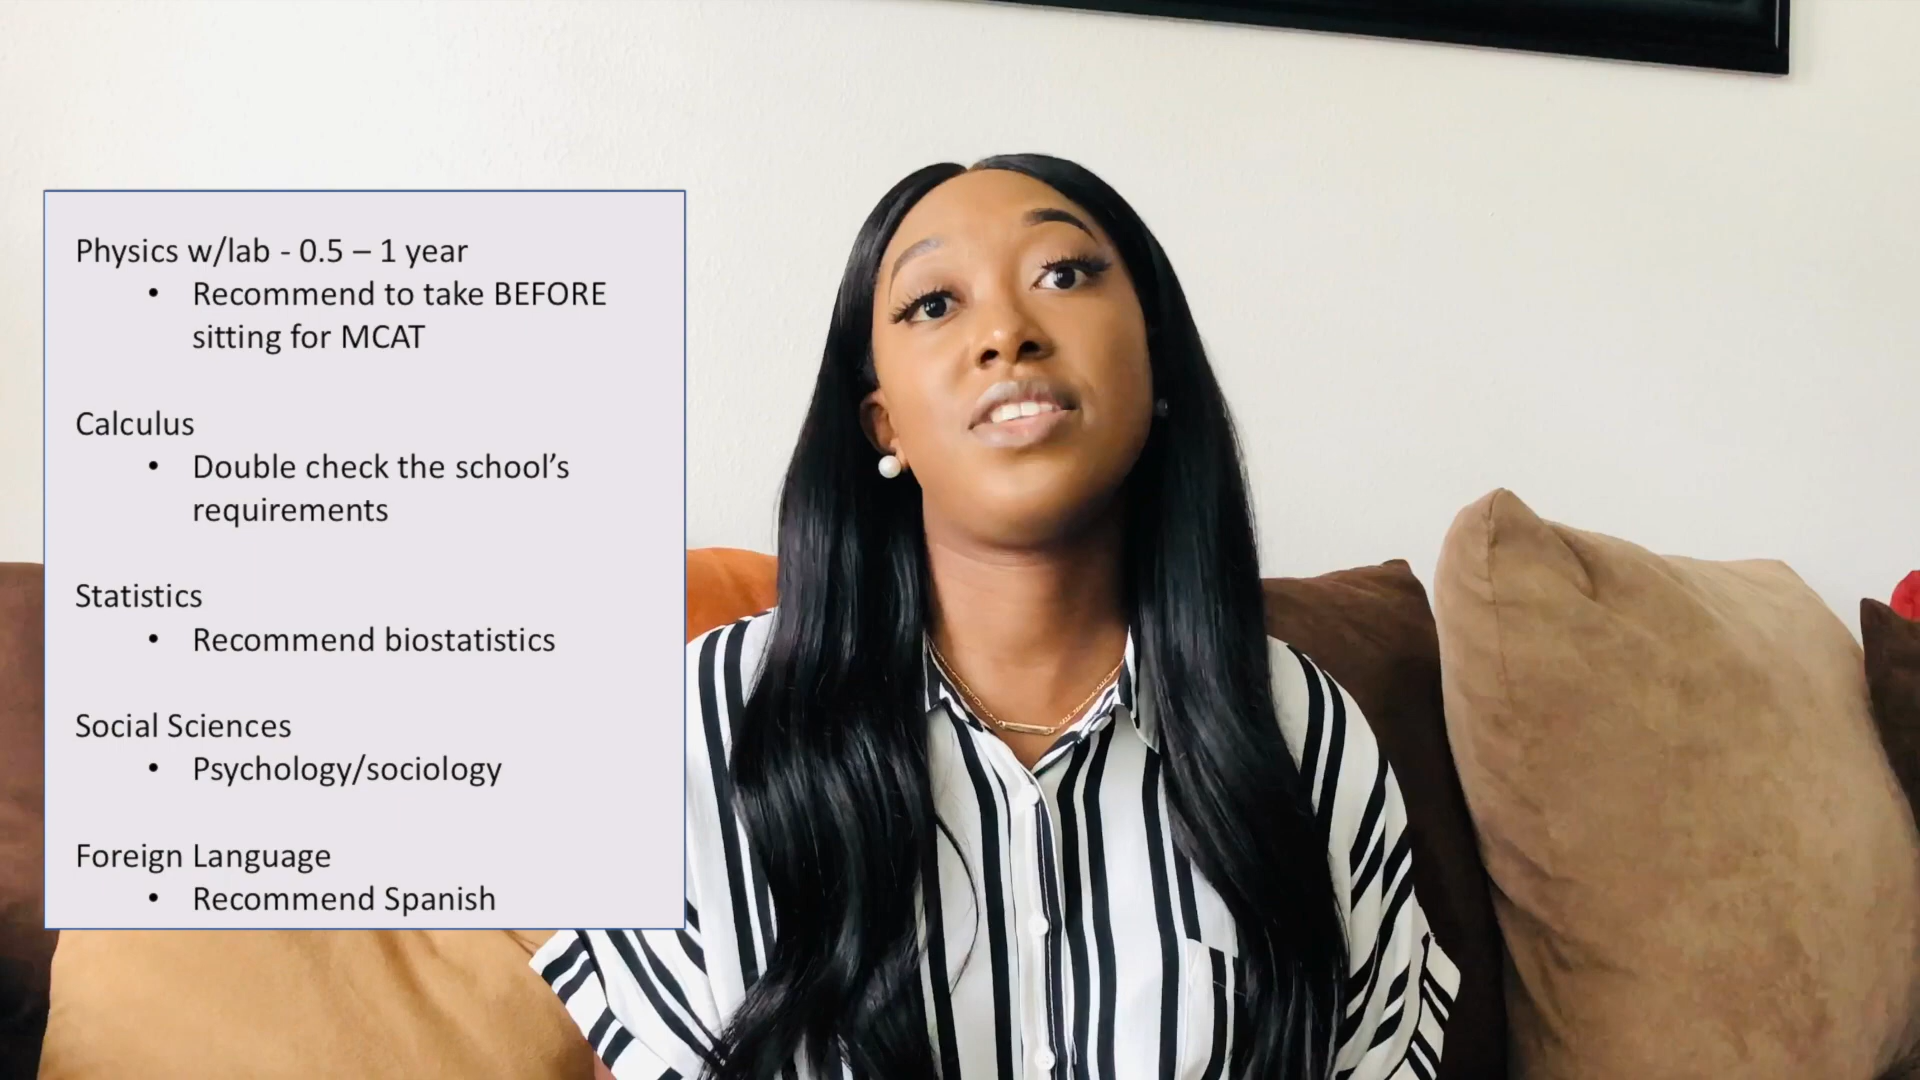 Physics w/lab - 0.5 – 1 year
• Recommend to take BEFORE
sitting for MCAT
Calculus
• Double check the school’s
requirements
Statistics
• Recommend biostatistics
Social Sciences
• Psychology/sociology
Foreign Language
• Recommend Spanish